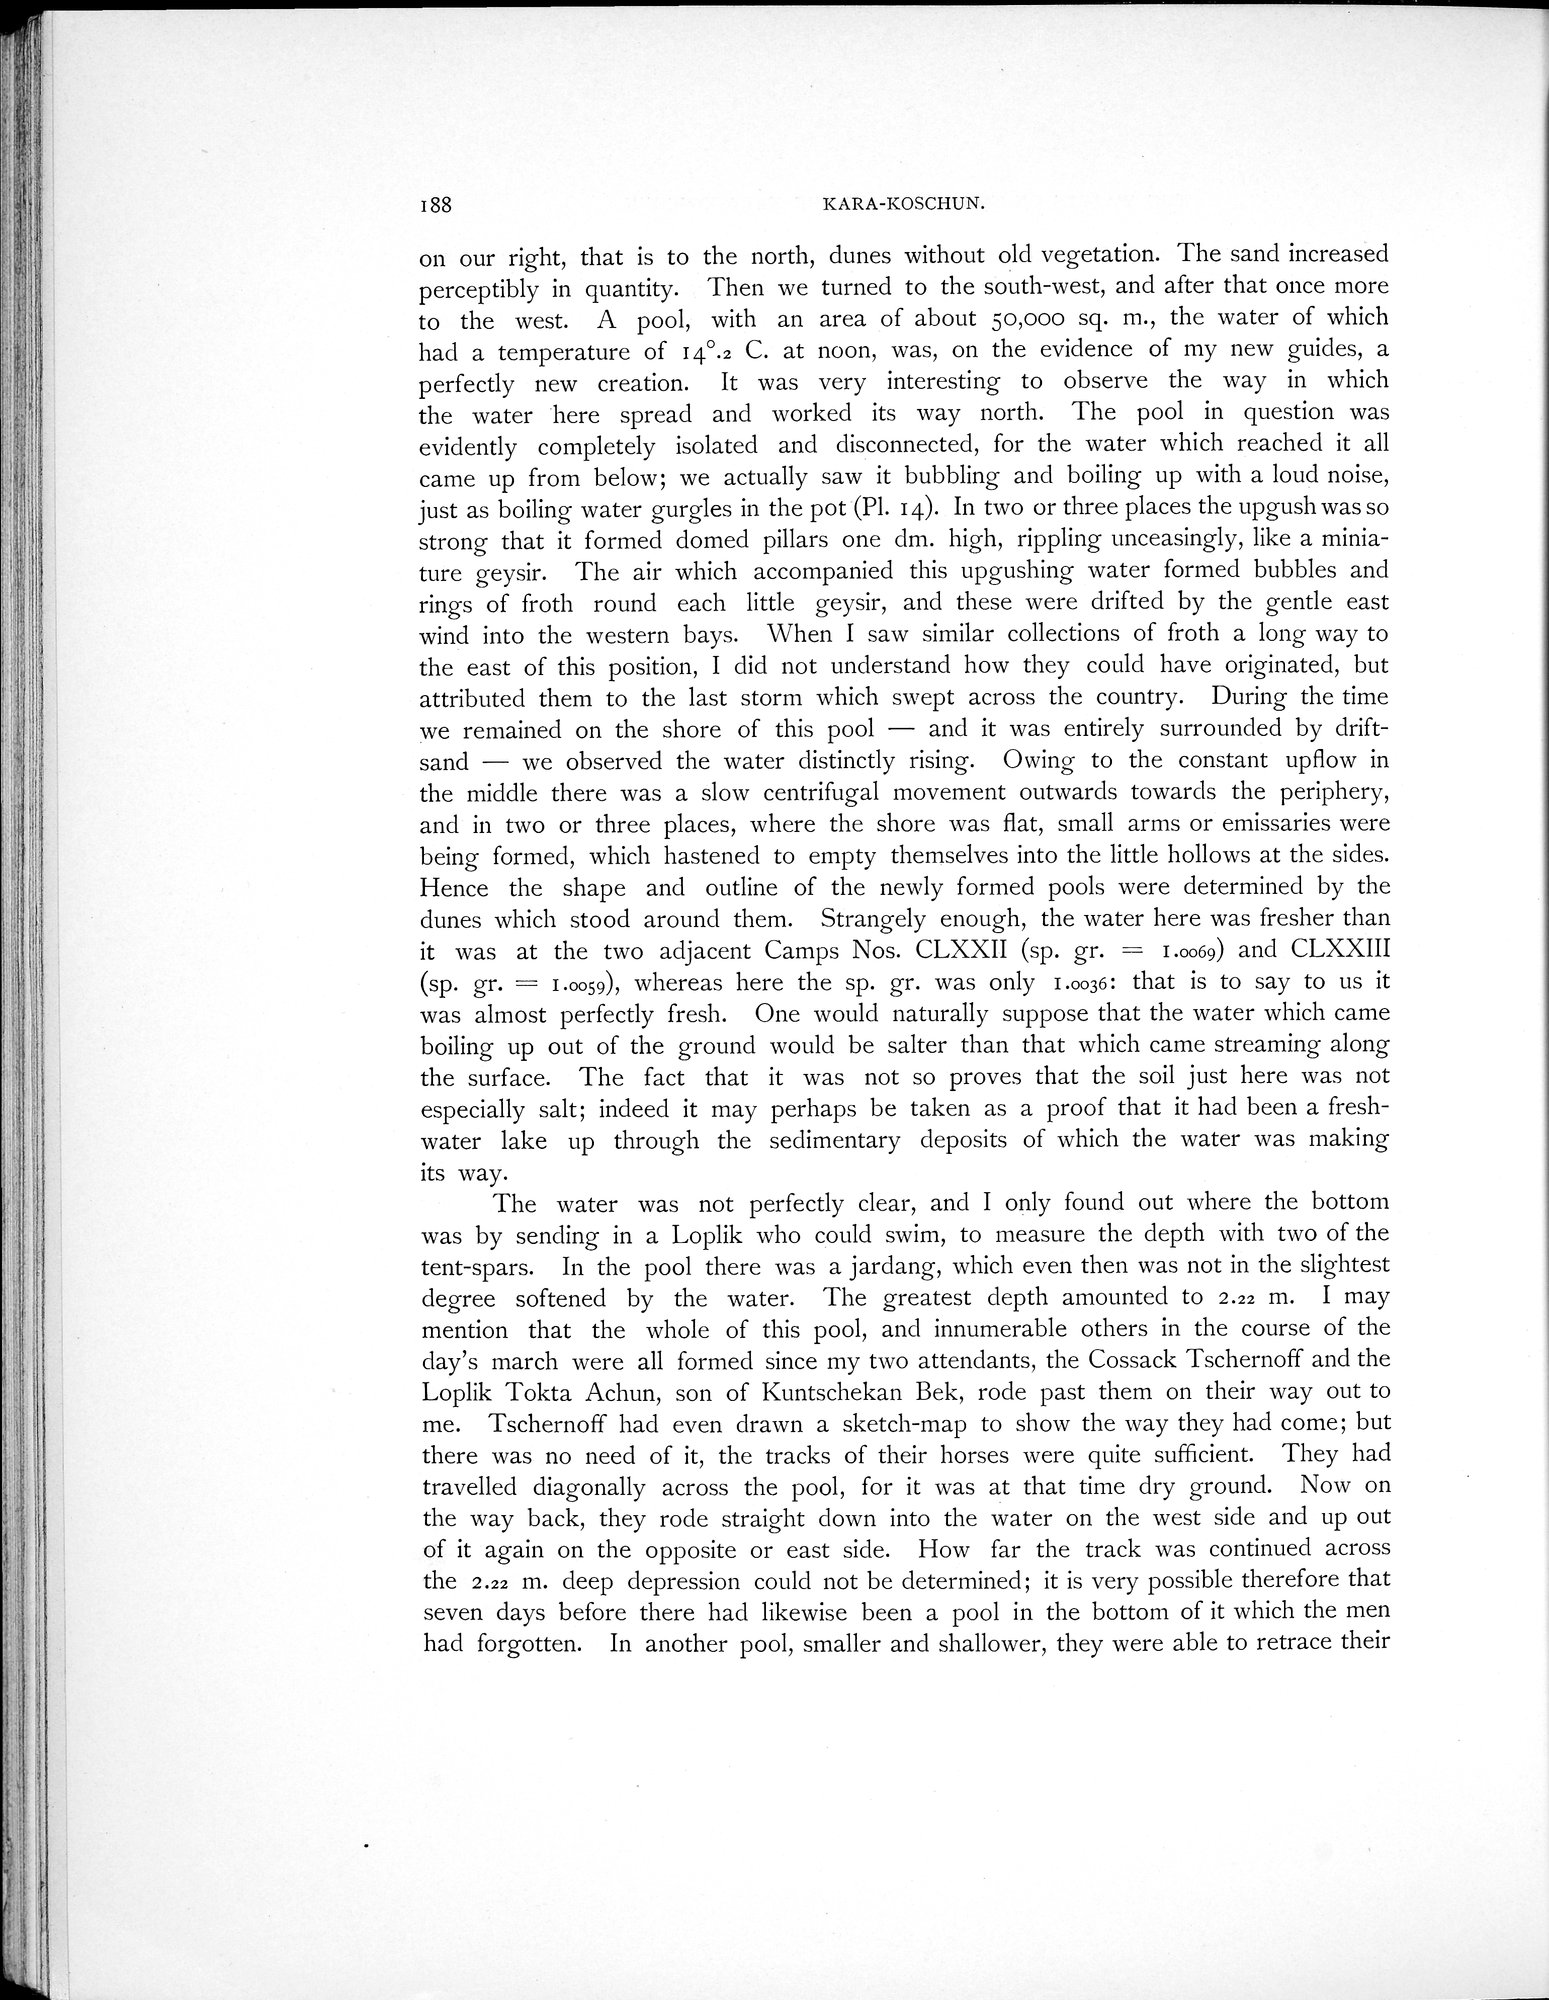 188 KARA-KOSCHUN.
on our right, that is to the north, dunes without old vegetation. The sand increased
perceptibly in quantity. Then we turned to the south-west, and after that once more
to the west. A pool, with an area of about 50,000 sq. m., the water of which
had a temperature of 14°.2 C. at noon, was, on the evidence of my new guides, a
perfectly new creation. It was very interesting to observe the way in which
the water here spread and worked its way north. The pool in question was
evidently completely isolated and disconnected, for the water which reached it all
came up from below; we actually saw it bubbling and boiling up with a loud noise,
just as boiling water gurgles in the pot (Pl. 14). In two or three places the upgush was so
strong that it formed domed pillars one dm. high, rippling unceasingly, like a minia-
ture geysir. The air which accompanied this upgushing water formed bubbles and
rings of froth round each little geysir, and these were drifted by the gentle east
wind into the western bays. When I saw similar collections of froth a long way to
the east of this position, I did not understand how they could have originated, but
attributed them to the last storm which swept across the country. During the time
we remained on the shore of this pool — and it was entirely surrounded by drift-
sand — we observed the water distinctly rising. Owing to the constant upflow in
the middle there was a slow centrifugal movement outwards towards the periphery,
and in two or three places, where the shore was flat, small arms or emissaries were
being formed, which hastened to empty themselves into the little hollows at the sides.
Hence the shape and outline of the newly formed pools were determined by the
dunes which stood around them. Strangely enough, the water here was fresher than
it was at the two adjacent Camps Nos. CLXXII (sp. gr. = 1.0069) and CLXXIII
(sp. gr. = 1.0059), whereas here the sp. gr. was only 1.0036: that is to say to us it
was almost perfectly fresh. One would naturally suppose that the water which came
boiling up out of the ground would be salter than that which came streaming along
the surface. The fact that it was not so proves that the soil just here was not
especially salt; indeed it may perhaps be taken as a proof that it had been a fresh-
water lake up through the sedimentary deposits of which the water was making
its way.
The water was not perfectly clear, and I only found out where the bottom
was by sending in a Loplik who could swim, to measure the depth with two of the
tent-spars. In the pool there was a jardang, which even then was not in the slightest
degree softened by the water. The greatest depth amounted to 2.22 m. I may
mention that the whole of this pool, and innumerable others in the course of the
day's march were all formed since my two attendants, the Cossack Tschernoff and the
Loplik Tokta Achun, son of Kuntschekan Bek, rode past them on their way out to
me. Tschernoff had even drawn a sketch-map to show the way they had come; but
there was no need of it, the tracks of their horses were quite sufficient. They had
travelled diagonally across the pool, for it was at that time dry ground. Now on
the way back, they rode straight down into the water on the west side and up out
of it again on the opposite or east side. How far the track was continued across
the 2.22 m. deep depression could not be determined; it is very possible therefore that
seven days before there had likewise been a pool in the bottom of it which the men
had forgotten. In another pool, smaller and shallower, they were able to retrace their